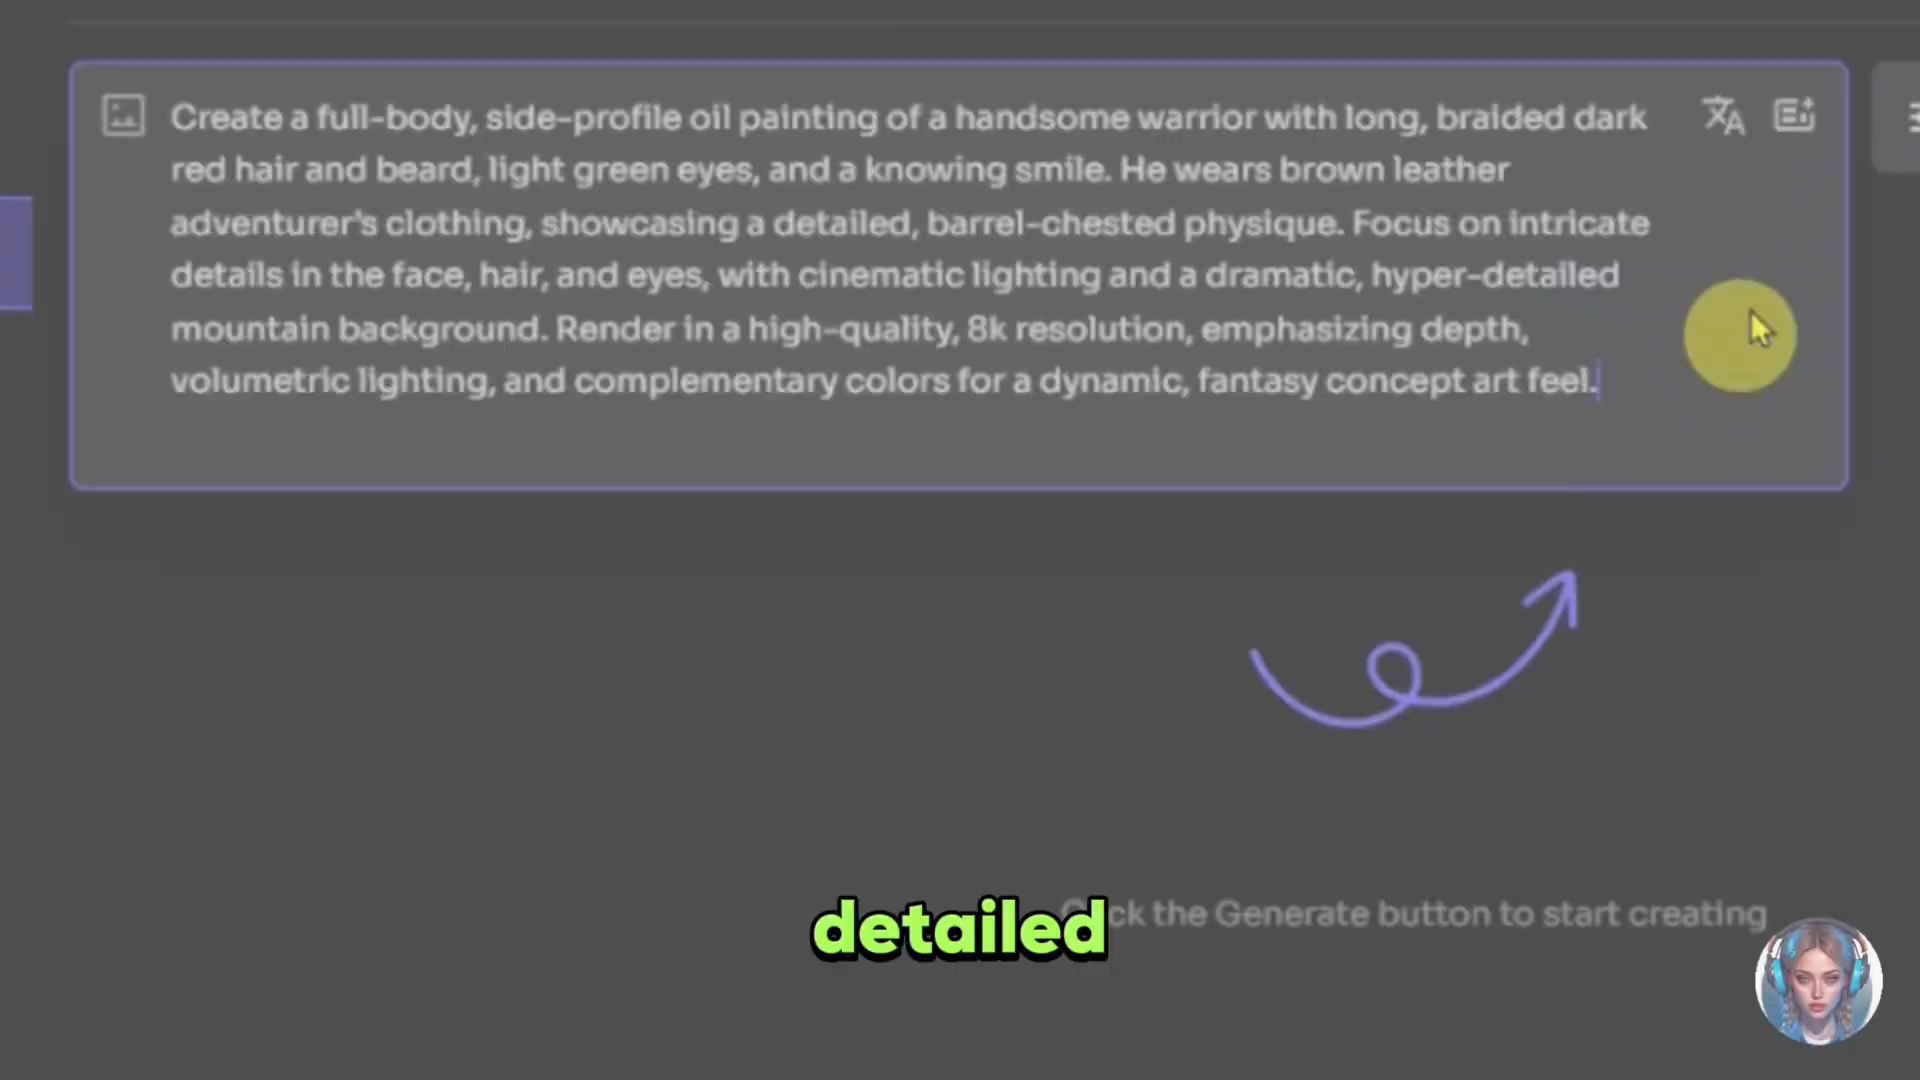 Create a full-body, side-profile oil painting of a handsome warrior with long, braided dark
red hair and beard, light green eyes, and a knowing smile. He wears brown leather
adventurer's clothing, showcasing a detailed, barrel-chested physique. Focus on intricate
details in the face, hair, and eyes, with cinematic lighting and a dramatic, hyper-detailed
mountain background. Render in a high-quality, 8k resolution, emphasizing depth,
volumetric lighting, and complementary colors for a dynamic, fantasy concept art feel.
the Generate button to start creating
detailed